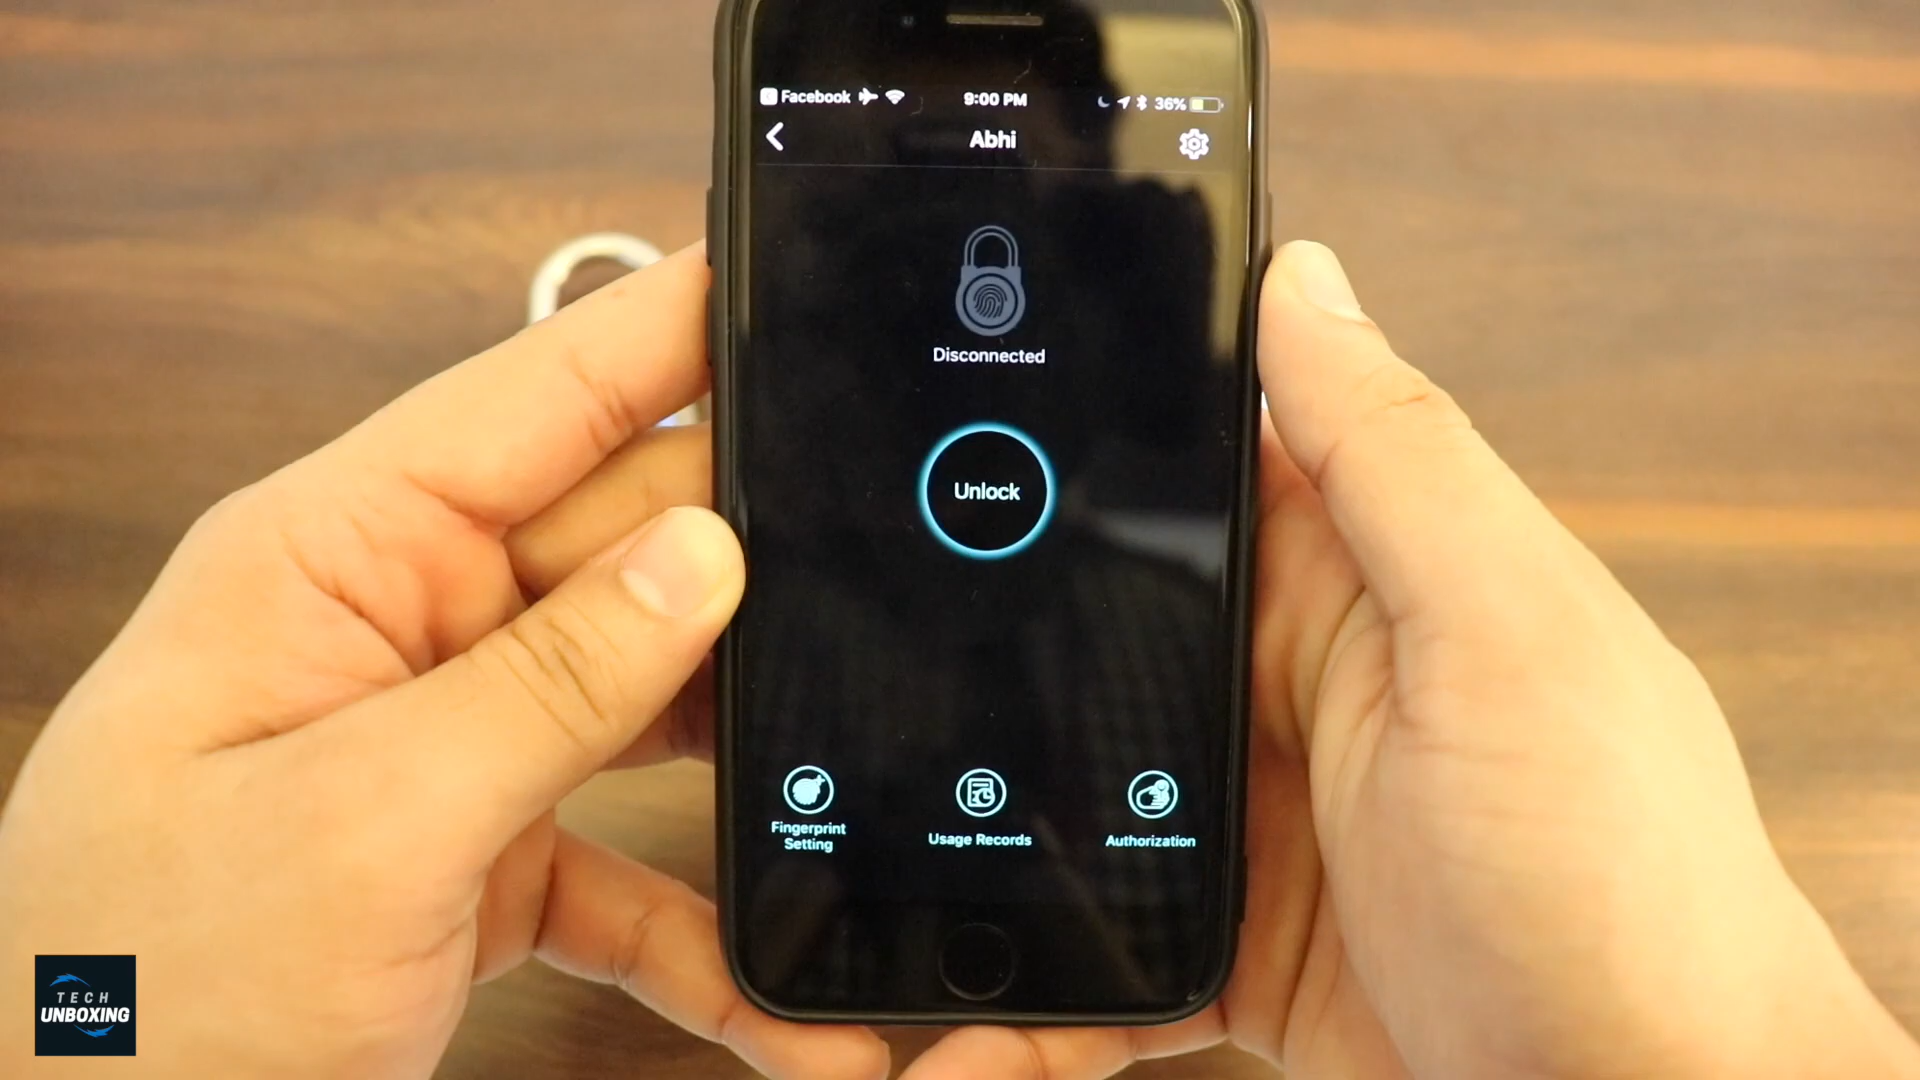 Facebook 9:00 PM 36%
Abhi
Disconnected
Unlock
Fingerprint
Setting
Usage Records
Authorization
TECH
UNBOXING